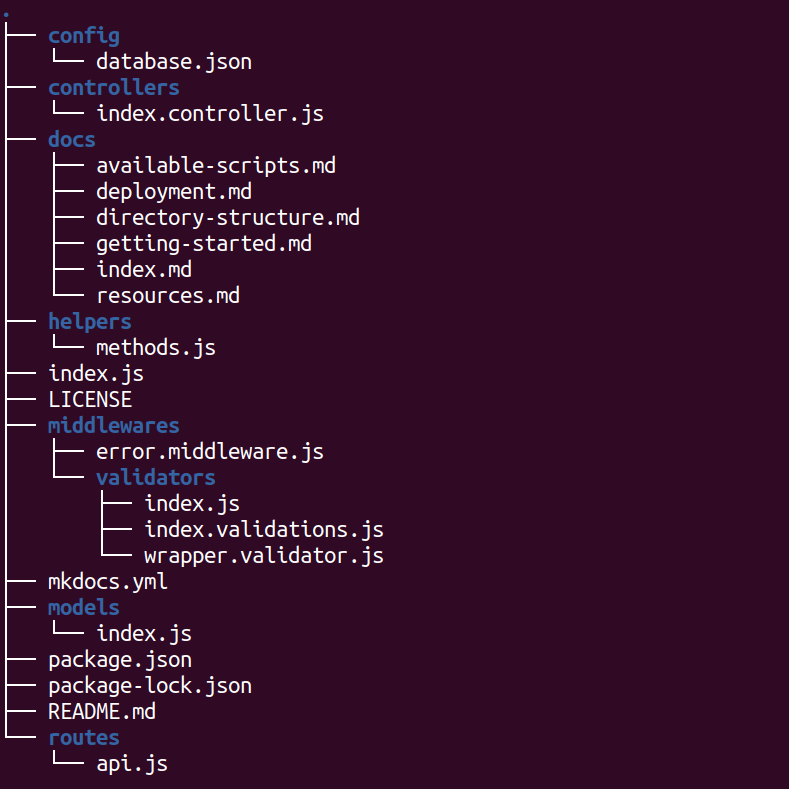 .
├── config
│   └── database.json
├── controllers
│   └── index.controller.js
├── docs
│   ├── available-scripts.md
│   ├── deployment.md
│   ├── directory-structure.md
│   ├── getting-started.md
│   ├── index.md
│   └── resources.md
├── helpers
│   └── methods.js
├── index.js
├── LICENSE
├── middlewares
│   ├── error.middleware.js
│   └── validators
│       ├── index.js
│       ├── index.validations.js
│       └── wrapper.validator.js
├── mkdocs.yml
├── models
│   └── index.js
├── package.json
├── package-lock.json
├── README.md
└── routes
    └── api.js